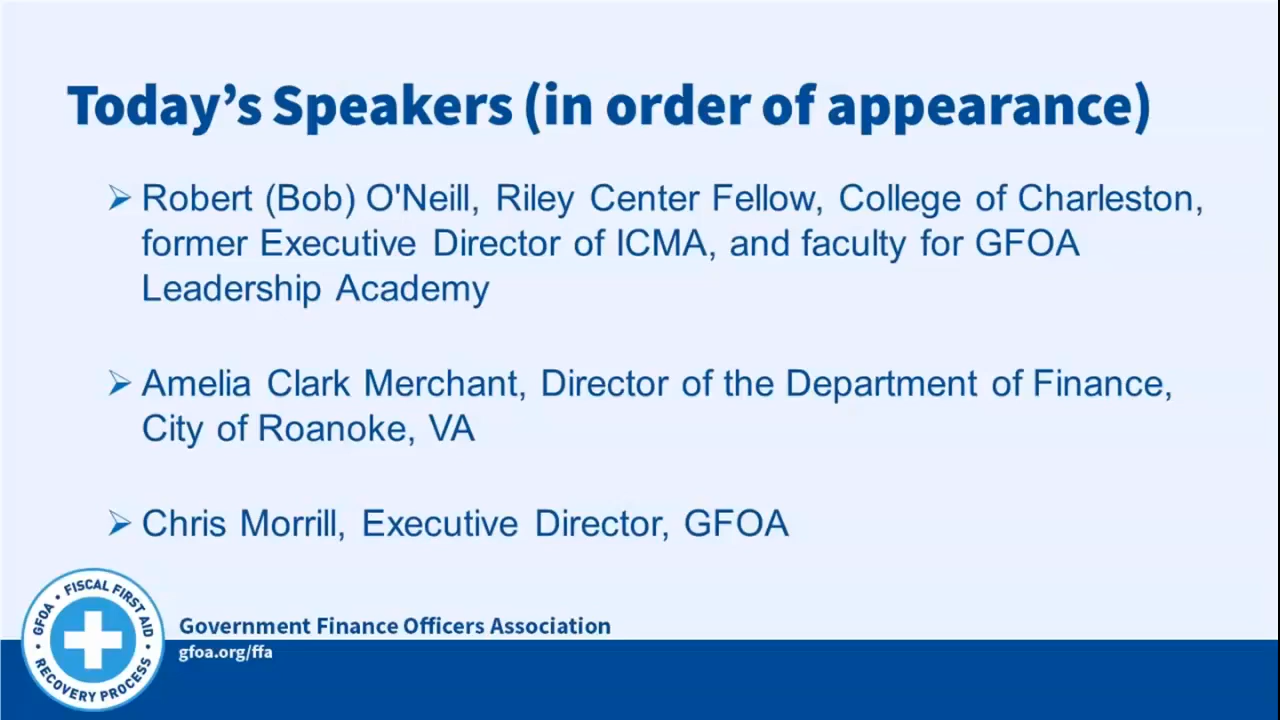 Today’s Speakers (in order of appearance)
➢ Robert (Bob) O'Neill, Riley Center Fellow, College of Charleston,
former Executive Director of ICMA, and faculty for GFOA
Leadership Academy
➢ Amelia Clark Merchant, Director of the Department of Finance,
City of Roanoke, VA
➢ Chris Morrill, Executive Director, GFOA
GFOA • FISCAL FIRST AID •
RECOVERY PROCESS •
Government Finance Officers Association
gfoa.org/ffa